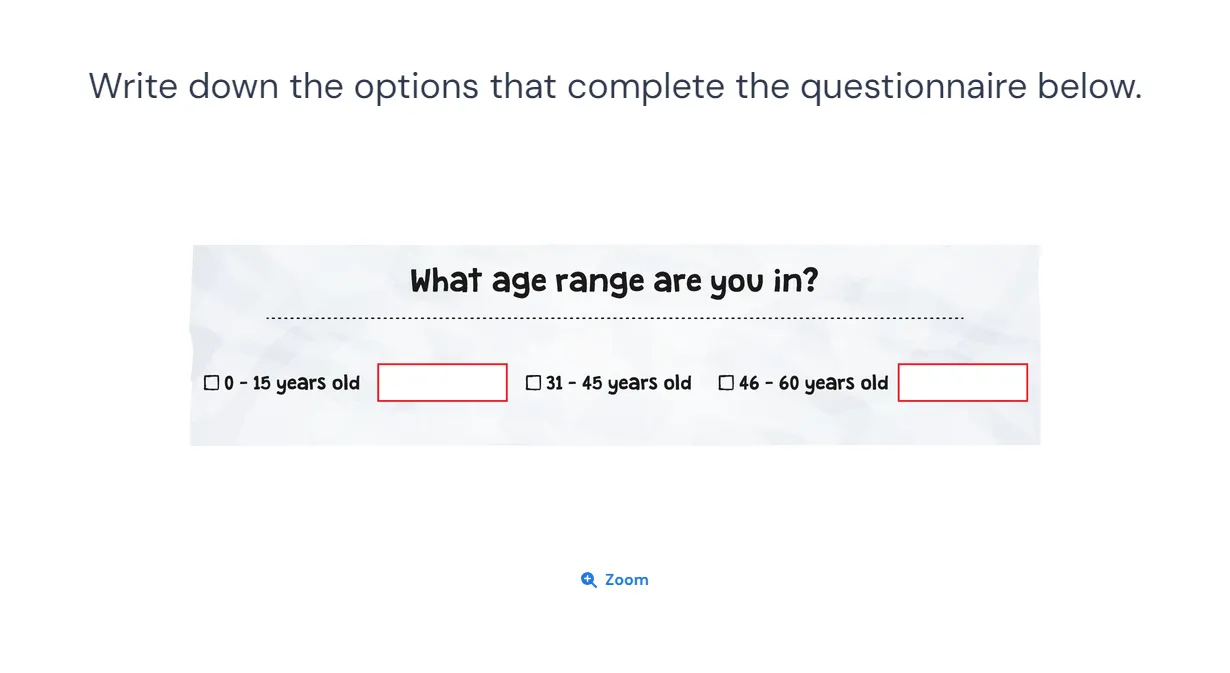 Write down the options that complete the questionnaire below.
What age range are you in?
0 - 15 years old 31 - 45 years old 46 - 60 years old
Zoom